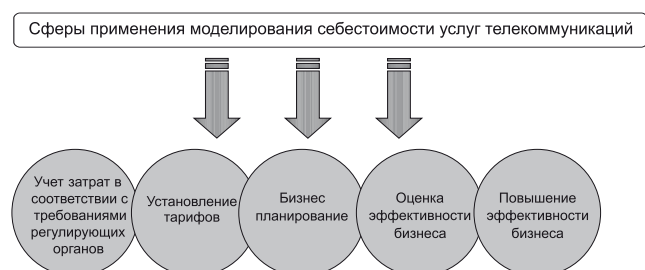 Сферы применения моделирования себестоимости услуг телекоммуникаций
Учет затрат в
соответствии с
требованиями
регулирующих
органов
Установление
тарифов
Бизнес
планирование
Оценка
эффективности
бизнеса
Повышение
эффективности
бизнеса